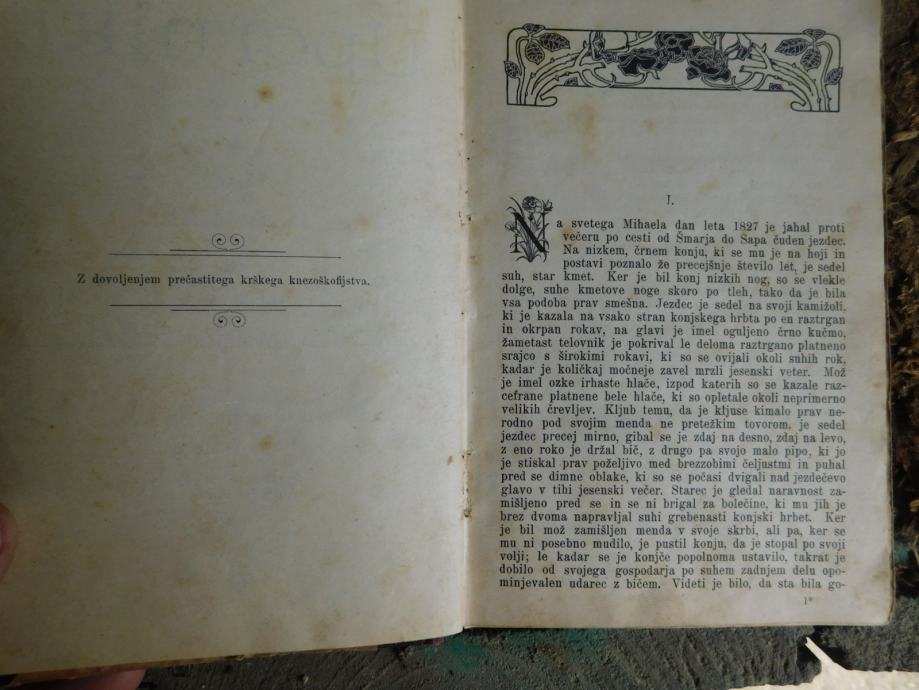 Z dovoljenjem prečastitega krškega knezoškofijstva.
I.
Na svetega Mihaela dan leta 1827 je jahal proti
večeru po cesti od Šmarja do Šapa čuden jezdec.
Na nizkem, črnem konju, ki se mu je na hoji in
postavi poznalo že precejšnje število let, je sedel
suh, star kmet. Ker je bil konj nizkih nog, so se vlekle
dolge, suhe kmetove noge skoro po tleh, tako da je bila
vsa podoba prav smešna. Jezdec je sedel na svoji kamižoli,
ki je kazala na vsako stran konjskega hrbta po en raztrgan
in okrpan rokav, na glavi je imel oguljeno črno kučmo,
žametast telovnik je pokrival le deloma raztrgano platneno
srajco s širokimi rokavi, ki so se ovijali okoli suhih rok,
kadar je količkaj močneje zavel mrzli jesenski veter. Mož
je imel ozke irhaste hlače, izpod katerih so se kazale raz-
cefrane platnene bele hlače, ki so opletale okoli neprimerno
velikih črevljev. Kljub temu, da je kljuse kimalo prav ne-
rodno pod svojim menda ne pretežkim tovorom, je sedel
jezdec precej mirno, gibal se je zdaj na desno, zdaj na levo,
z eno roko je držal bič, z drugo pa svojo malo pipo, ki jo
je stiskal prav poželjivo med brezzobimi čeljustmi in puhal
pred se dimne oblake, ki so se počasi dvigali nad jezdečevo
glavo v tihi jesenski večer. Starec je gledal naravnost za-
mišljeno pred se in se ni brigal za bolečine, ki mu jih je
brez dvoma napravljal suhi grebenasti konjski hrbet. Ker
je bil mož zamišljen menda v svoje skrbi, ali pa, ker se
mu ni posebno mudilo, je pustil konju, da je stopal po svoji
volji; le kadar se je konjče popolnoma ustavilo, takrat je
dobilo od svojega gospodarja po suhem zadnjem delu opo-
minjevalen udarec z bičem. Videti je bilo, da sta bila go-
1*